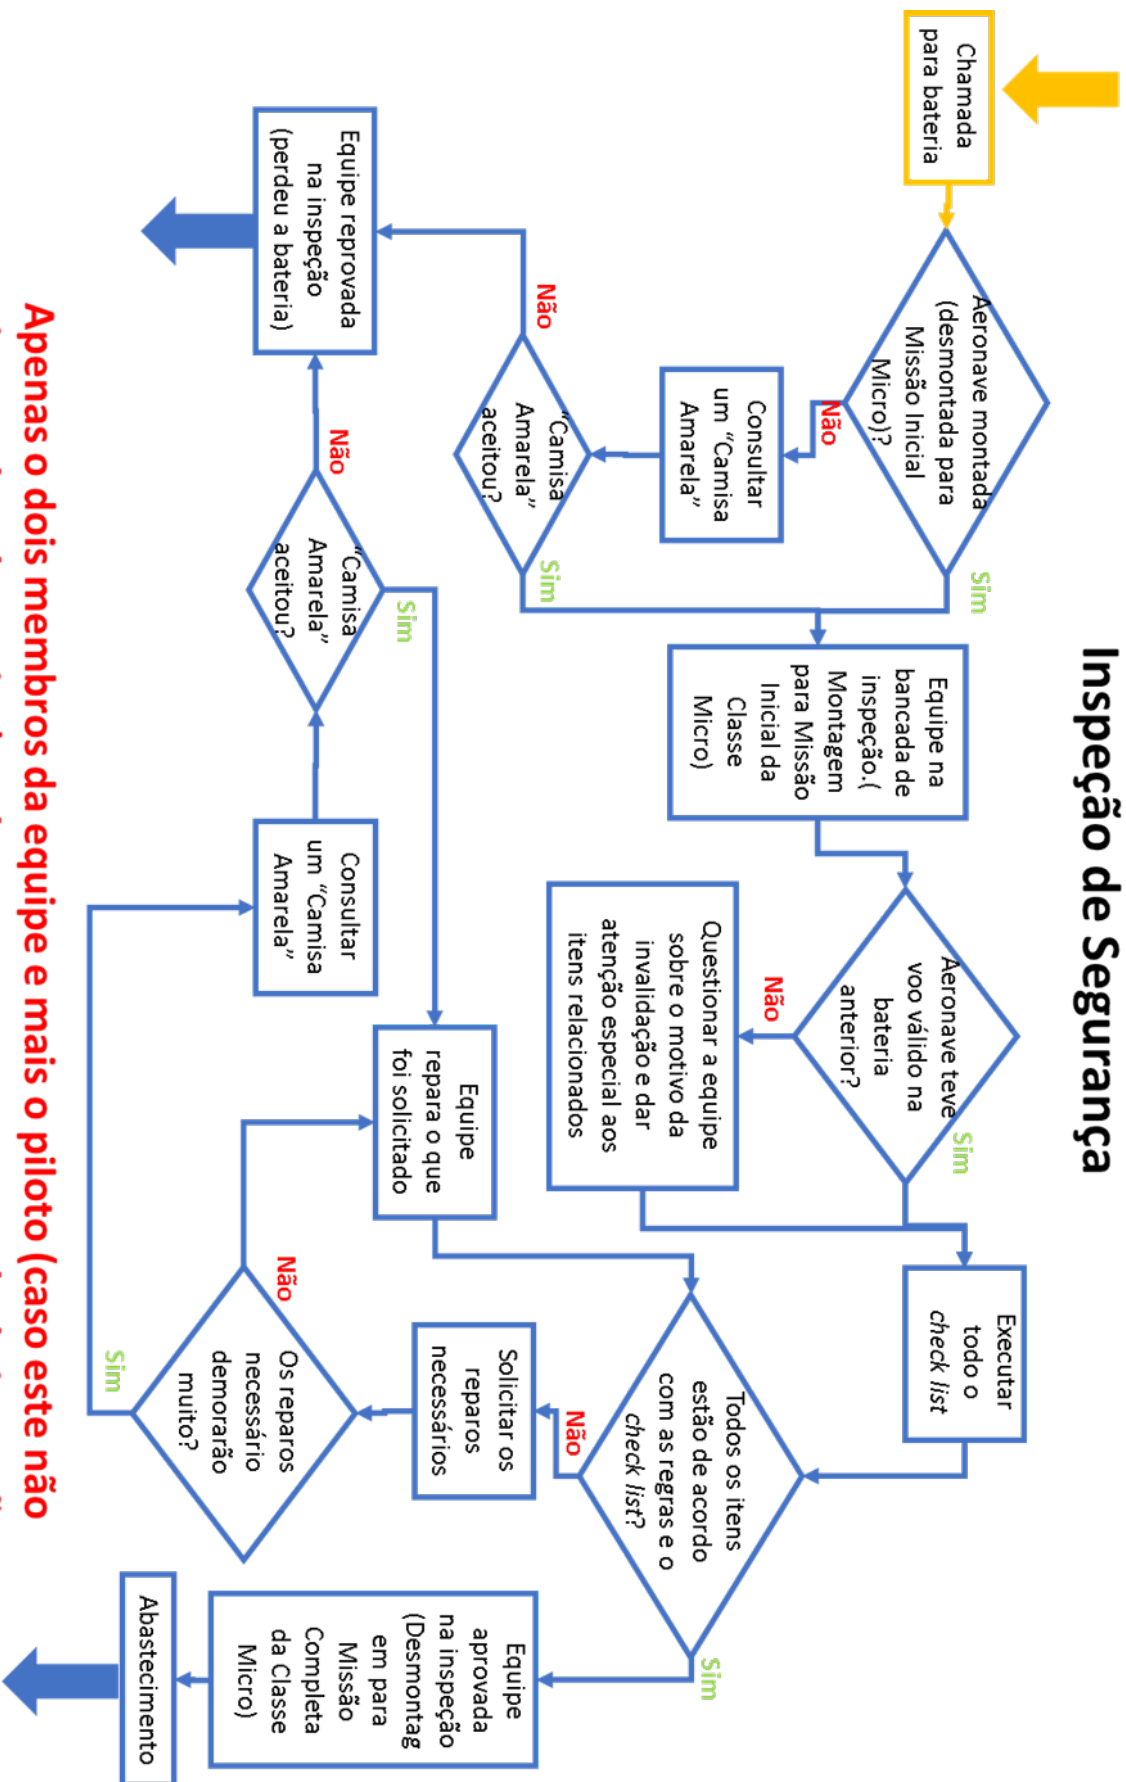 Inspeção de Segurança
Chamada
para bateria
Aeronave montada
(desmontada para
Missão Inicial
Micro)?
Não
Sim
Consultar
um “Camisa
Amarela”
“Camisa
Amarela”
aceitou?
Não
Sim
Equipe reprovada
na inspeção
(perdeu a bateria)
Equipe na
bancada de
inspeção.(
Montagem
para Missão
Inicial da
Classe
Micro)
Aeronave teve
voo válido na
bateria
anterior?
Não
Sim
Questionar a equipe
sobre o motivo da
invalidação e dar
atenção especial aos
itens relacionados
Executar
todo o
check list
Todos os itens
estão de acordo
com as regras e o
check list?
Não
Sim
Solicitar os
reparos
necessários
Os reparos
necessário
demorarão
muito?
Não
Sim
Equipe
repara o que
foi solicitado
Consultar
um “Camisa
Amarela”
“Camisa
Amarela”
aceitou?
Não
Sim
Equipe
aprovada
na inspeção
(Desmontag
em para
Missão
Completa
da Classe
Micro)
Abastecimento
Apenas o dois membros da equipe e mais o piloto (caso este não